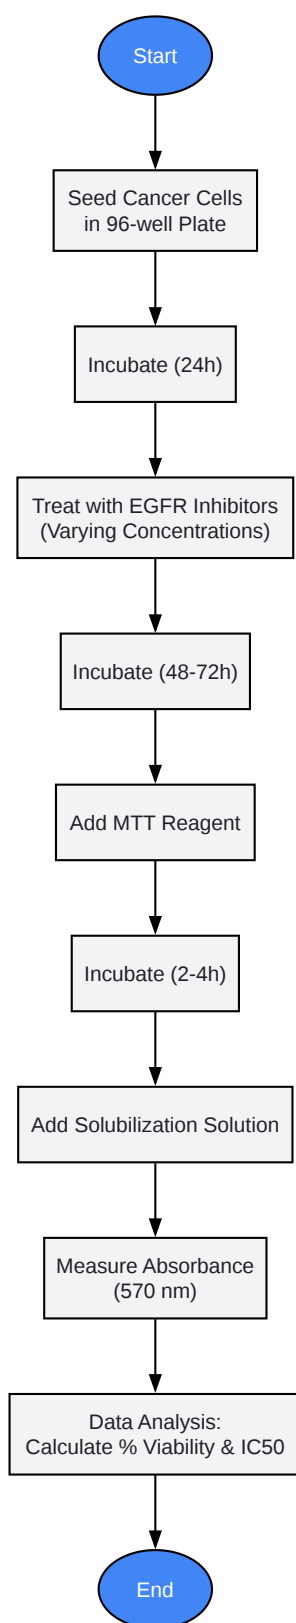 Start
Seed Cancer Cells
in 96-well Plate
Incubate (24h)
Treat with EGFR Inhibitors
(Varying Concentrations)
Incubate (48-72h)
Add MTT Reagent
Incubate (2-4h)
Add Solubilization Solution
Measure Absorbance
(570 nm)
Data Analysis:
Calculate % Viability & IC50
End